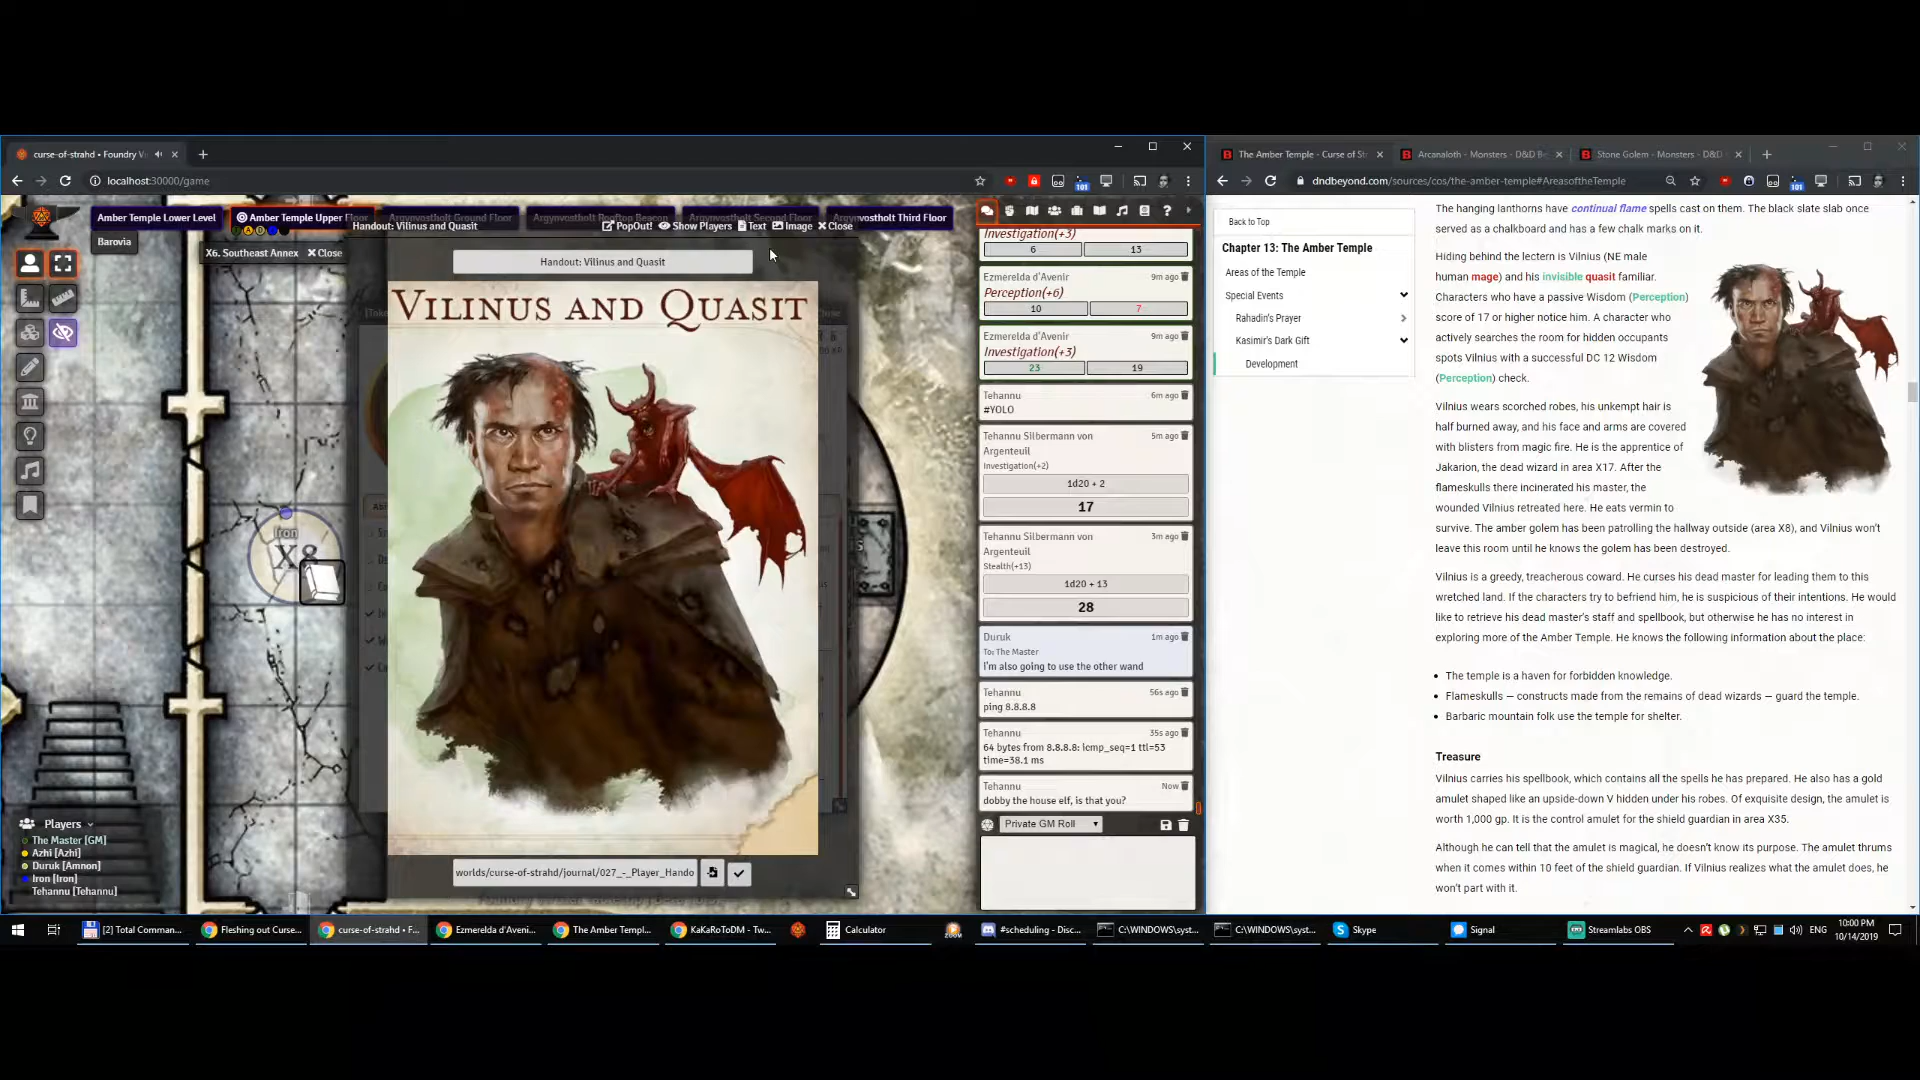 curse-of-strahd • Foundry V
localhost:30000/game
Amber Temple Lower Level
Amber Temple Upper Floor
Argynvostholt Ground Floor
Argynvostholt Rooftop Beacon
Argynvostholt Second Floor
Argynvostholt Third Floor
Handout: Vilinus and Quasit
PopOut!
Show Players
Text
Image
Close
Barovia
X6. Southeast Annex
Close
Handout: Vilinus and Quasit
VILINUS AND QUASIT
Iron
X8
worlds/curse-of-strahd/journal/027_-_Player_Hando
Players
The Master [GM]
Azhi [Azhi]
Duruk [Amnon]
Iron [Iron]
Tehannu [Tehannu]
Investigation(+3)
6 13
Ezmerelda d'Avenir 9m ago
Perception(+6)
10 7
Ezmerelda d'Avenir 9m ago
Investigation(+3)
23 19
Tehannu 6m ago
#YOLO
Tehannu Silbermann von 5m ago
Argenteuil
Investigation(+2)
1d20 + 2
17
Tehannu Silbermann von 3m ago
Argenteuil
Stealth(+13)
1d20 + 13
28
Duruk 1m ago
To: The Master
I'm also going to use the other wand
Tehannu 56s ago
ping 8.8.8.8
Tehannu 35s ago
64 bytes from 8.8.8.8: icmp_seq=1 ttl=53
time=38.1 ms
Tehannu Now
dobby the house elf, is that you?
Private GM Roll
The Amber Temple - Curse of St
Arcanaloth - Monsters - D&D B
Stone Golem - Monsters - D&D
dndbeyond.com/sources/cos/the-amber-temple#AreasoftheTemple
Back to Top
Chapter 13: The Amber Temple
Areas of the Temple
Special Events
Rahadin's Prayer
Kasimir's Dark Gift
Development
The hanging lanthorns have continual flame spells cast on them. The black slate slab once
served as a chalkboard and has a few chalk marks on it.
Hiding behind the lectern is Vilnius (NE male
human mage) and his invisible quasit familiar.
Characters who have a passive Wisdom (Perception)
score of 17 or higher notice him. A character who
actively searches the room for hidden occupants
spots Vilnius with a successful DC 12 Wisdom
(Perception) check.
Vilnius wears scorched robes, his unkempt hair is
half burned away, and his face and arms are covered
with blisters from magic fire. He is the apprentice of
Jakarion, the dead wizard in area X17. After the
flameskulls there incinerated his master, the
wounded Vilnius retreated here. He eats vermin to
survive. The amber golem has been patrolling the hallway outside (area X8), and Vilnius won't
leave this room until he knows the golem has been destroyed.
Vilnius is a greedy, treacherous coward. He curses his dead master for leading them to this
wretched land. If the characters try to befriend him, he is suspicious of their intentions. He would
like to retrieve his dead master's staff and spellbook, but otherwise he has no interest in
exploring more of the Amber Temple. He knows the following information about the place:
• The temple is a haven for forbidden knowledge.
• Flameskulls — constructs made from the remains of dead wizards — guard the temple.
• Barbaric mountain folk use the temple for shelter.
Treasure
Vilnius carries his spellbook, which contains all the spells he has prepared. He also has a gold
amulet shaped like an upside-down V hidden under his robes. Of exquisite design, the amulet is
worth 1,000 gp. It is the control amulet for the shield guardian in area X35.
Although he can tell that the amulet is magical, he doesn't know its purpose. The amulet thrums
when it comes within 10 feet of the shield guardian. If Vilnius realizes what the amulet does, he
won't part with it.
[2] Total Comman...
Fleshing out Curse...
curse-of-strahd • F...
Ezmerelda d'Aveni...
The Amber Templ...
KaKaRoToDM - Tw...
Calculator
ZOOM
#scheduling - Disc...
C:\WINDOWS\syst...
C:\WINDOWS\syst...
Skype
Signal
Streamlabs OBS
ENG
10:00 PM
10/14/2019